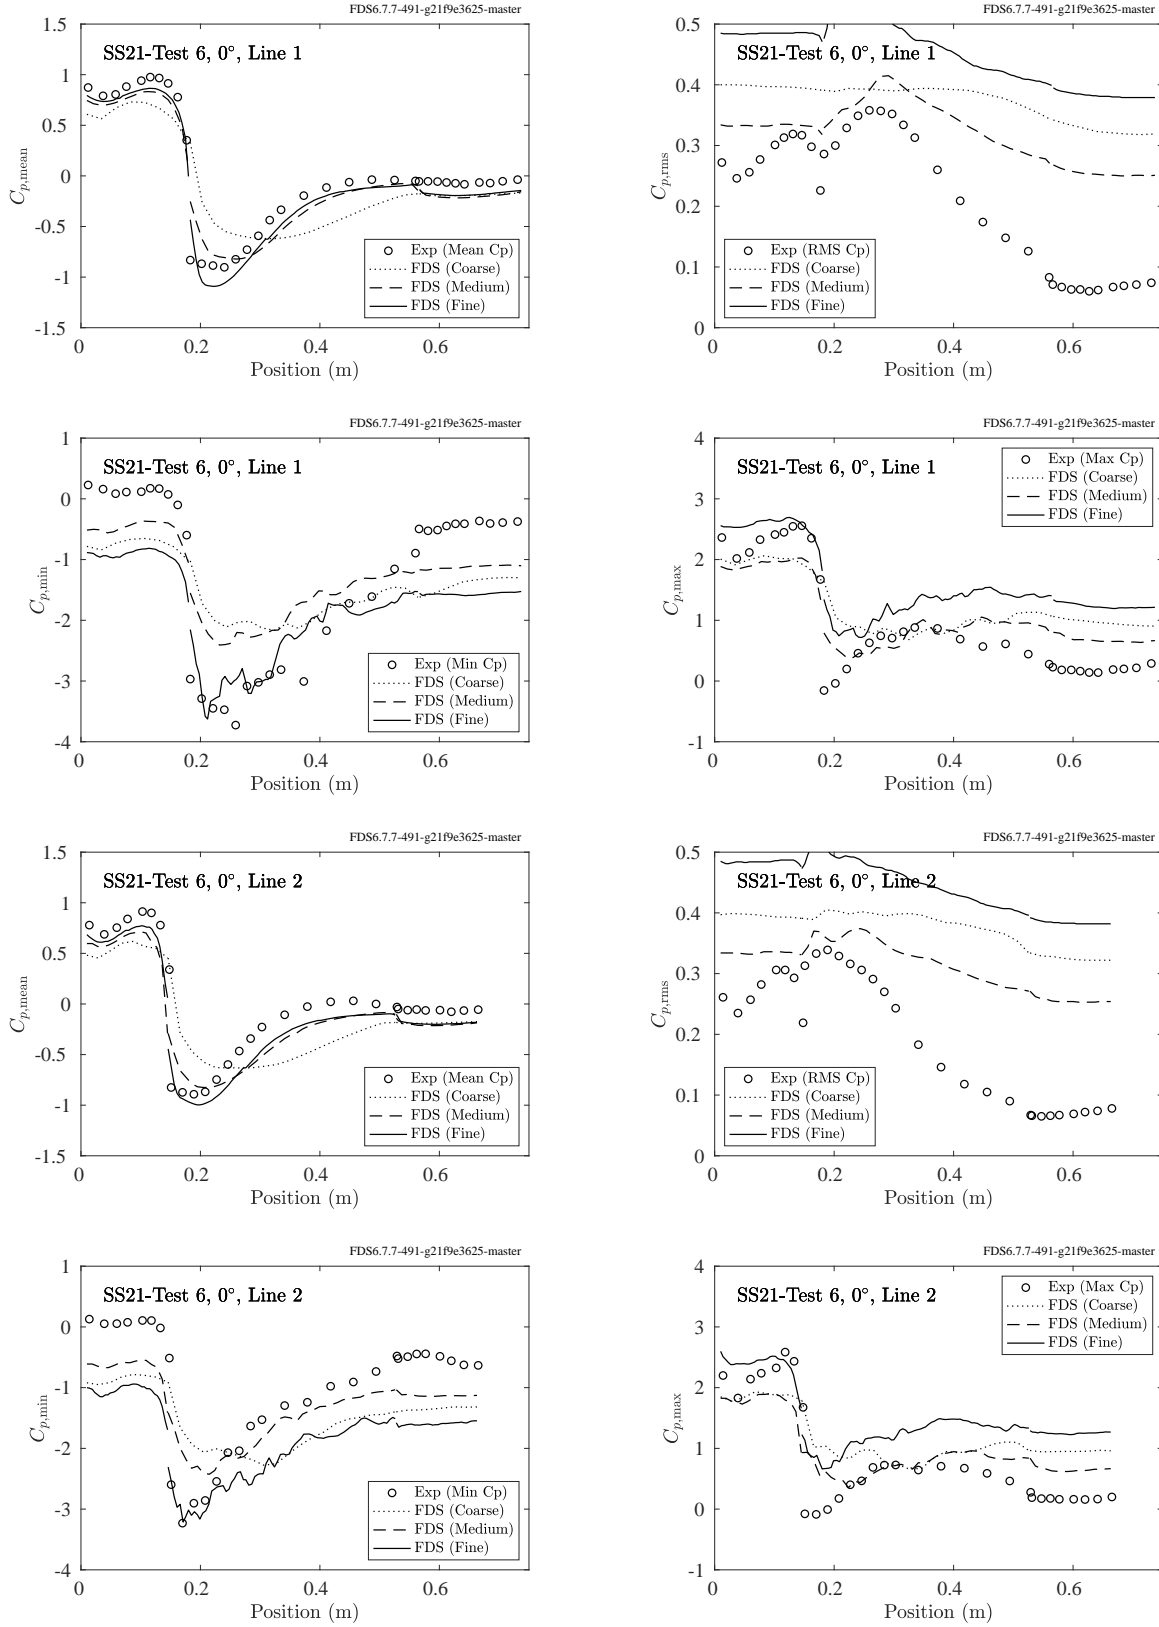 FDS6.7.7-491-g21f9e3625-master
SS21-Test 6, 0°, Line 1
1.5
1
0.5
0
-0.5
-1
-1.5
0 0.2 0.4 0.6
Position (m)
Cp,mean
Exp (Mean Cp)
FDS (Coarse)
FDS (Medium)
FDS (Fine)
FDS6.7.7-491-g21f9e3625-master
SS21-Test 6, 0°, Line 1
0.5
0.4
0.3
0.2
0.1
0
0 0.2 0.4 0.6
Position (m)
Cp,rms
Exp (RMS Cp)
FDS (Coarse)
FDS (Medium)
FDS (Fine)
FDS6.7.7-491-g21f9e3625-master
SS21-Test 6, 0°, Line 1
1
0
-1
-2
-3
-4
0 0.2 0.4 0.6
Position (m)
Cp,min
Exp (Min Cp)
FDS (Coarse)
FDS (Medium)
FDS (Fine)
FDS6.7.7-491-g21f9e3625-master
SS21-Test 6, 0°, Line 1
4
3
2
1
0
-1
0 0.2 0.4 0.6
Position (m)
Cp,max
Exp (Max Cp)
FDS (Coarse)
FDS (Medium)
FDS (Fine)
FDS6.7.7-491-g21f9e3625-master
SS21-Test 6, 0°, Line 2
1.5
1
0.5
0
-0.5
-1
-1.5
0 0.2 0.4 0.6
Position (m)
Cp,mean
Exp (Mean Cp)
FDS (Coarse)
FDS (Medium)
FDS (Fine)
FDS6.7.7-491-g21f9e3625-master
SS21-Test 6, 0°, Line 2
0.5
0.4
0.3
0.2
0.1
0
0 0.2 0.4 0.6
Position (m)
Cp,rms
Exp (RMS Cp)
FDS (Coarse)
FDS (Medium)
FDS (Fine)
FDS6.7.7-491-g21f9e3625-master
SS21-Test 6, 0°, Line 2
1
0
-1
-2
-3
-4
0 0.2 0.4 0.6
Position (m)
Cp,min
Exp (Min Cp)
FDS (Coarse)
FDS (Medium)
FDS (Fine)
FDS6.7.7-491-g21f9e3625-master
SS21-Test 6, 0°, Line 2
4
3
2
1
0
-1
0 0.2 0.4 0.6
Position (m)
Cp,max
Exp (Max Cp)
FDS (Coarse)
FDS (Medium)
FDS (Fine)